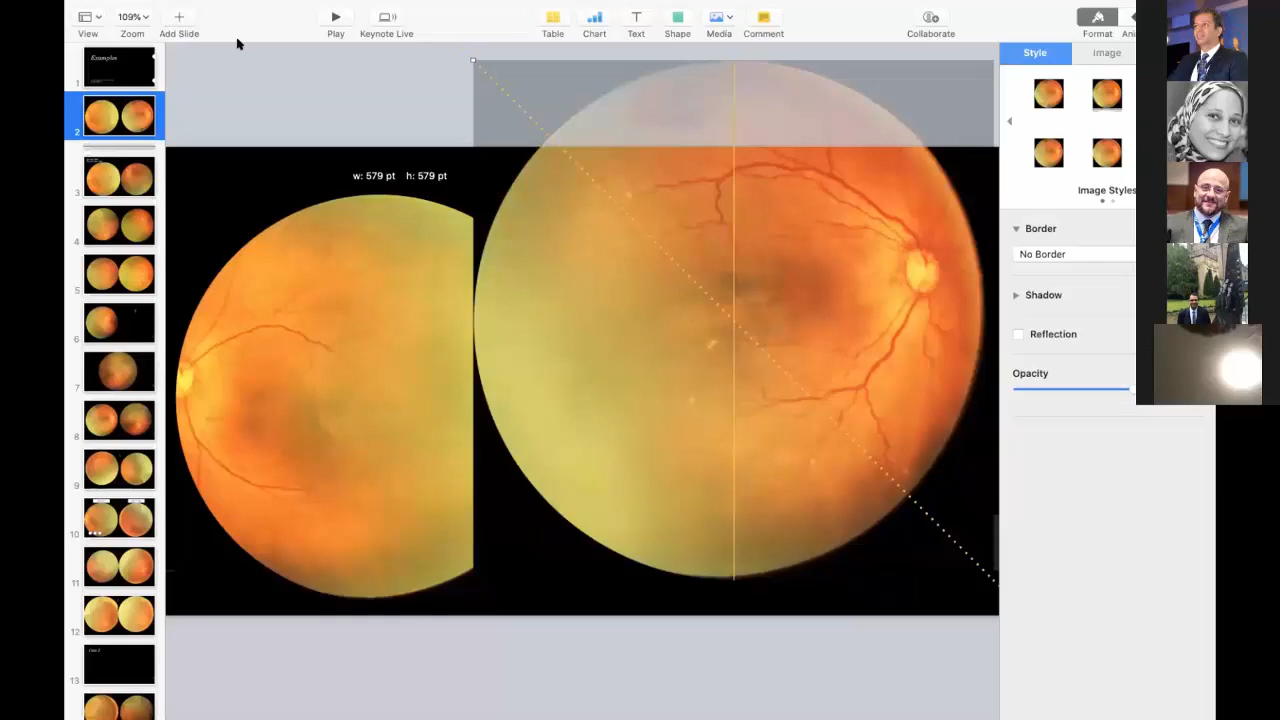 109%
View
Zoom
Add Slide
Play
Keynote Live
Table
Chart
Text
Shape
Media
Comment
Collaborate
Format
Style
Image
1
Examples
2
3
4
5
6
7
8
9
10
11
12
13
w: 579 pt h: 579 pt
Image Styles
Border
No Border
Shadow
Reflection
Opacity